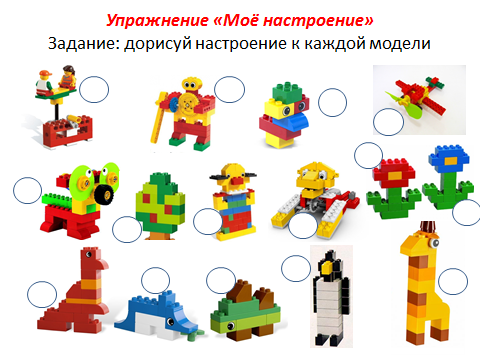 Упражнение «Моё настроение»
Задание: дорисуй настроение к каждой модели